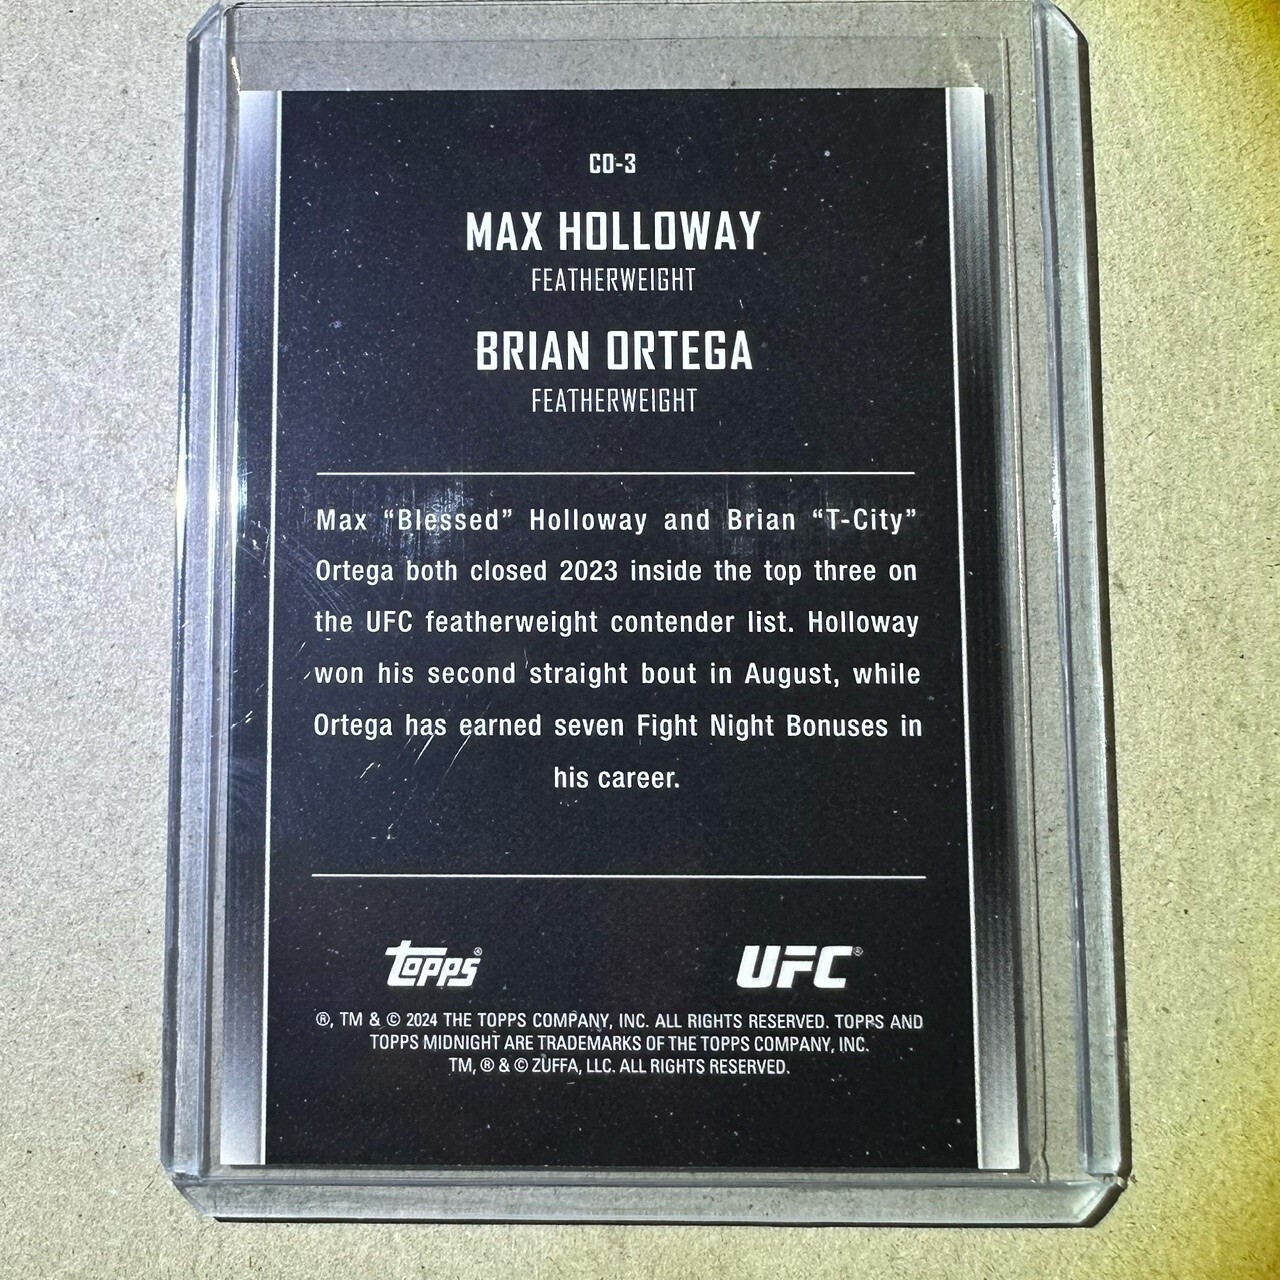 CO-3
MAX HOLLOWAY
FEATHERWEIGHT
BRIAN ORTEGA
FEATHERWEIGHT
Max “Blessed” Holloway and Brian “T-City”
Ortega both closed 2023 inside the top three on
the UFC featherweight contender list. Holloway
won his second straight bout in August, while
Ortega has earned seven Fight Night Bonuses in
his career.
topps® UFC®
®, TM & © 2024 THE TOPPS COMPANY, INC. ALL RIGHTS RESERVED. TOPPS AND
TOPPS MIDNIGHT ARE TRADEMARKS OF THE TOPPS COMPANY, INC.
TM, ® & © ZUFFA, LLC. ALL RIGHTS RESERVED.